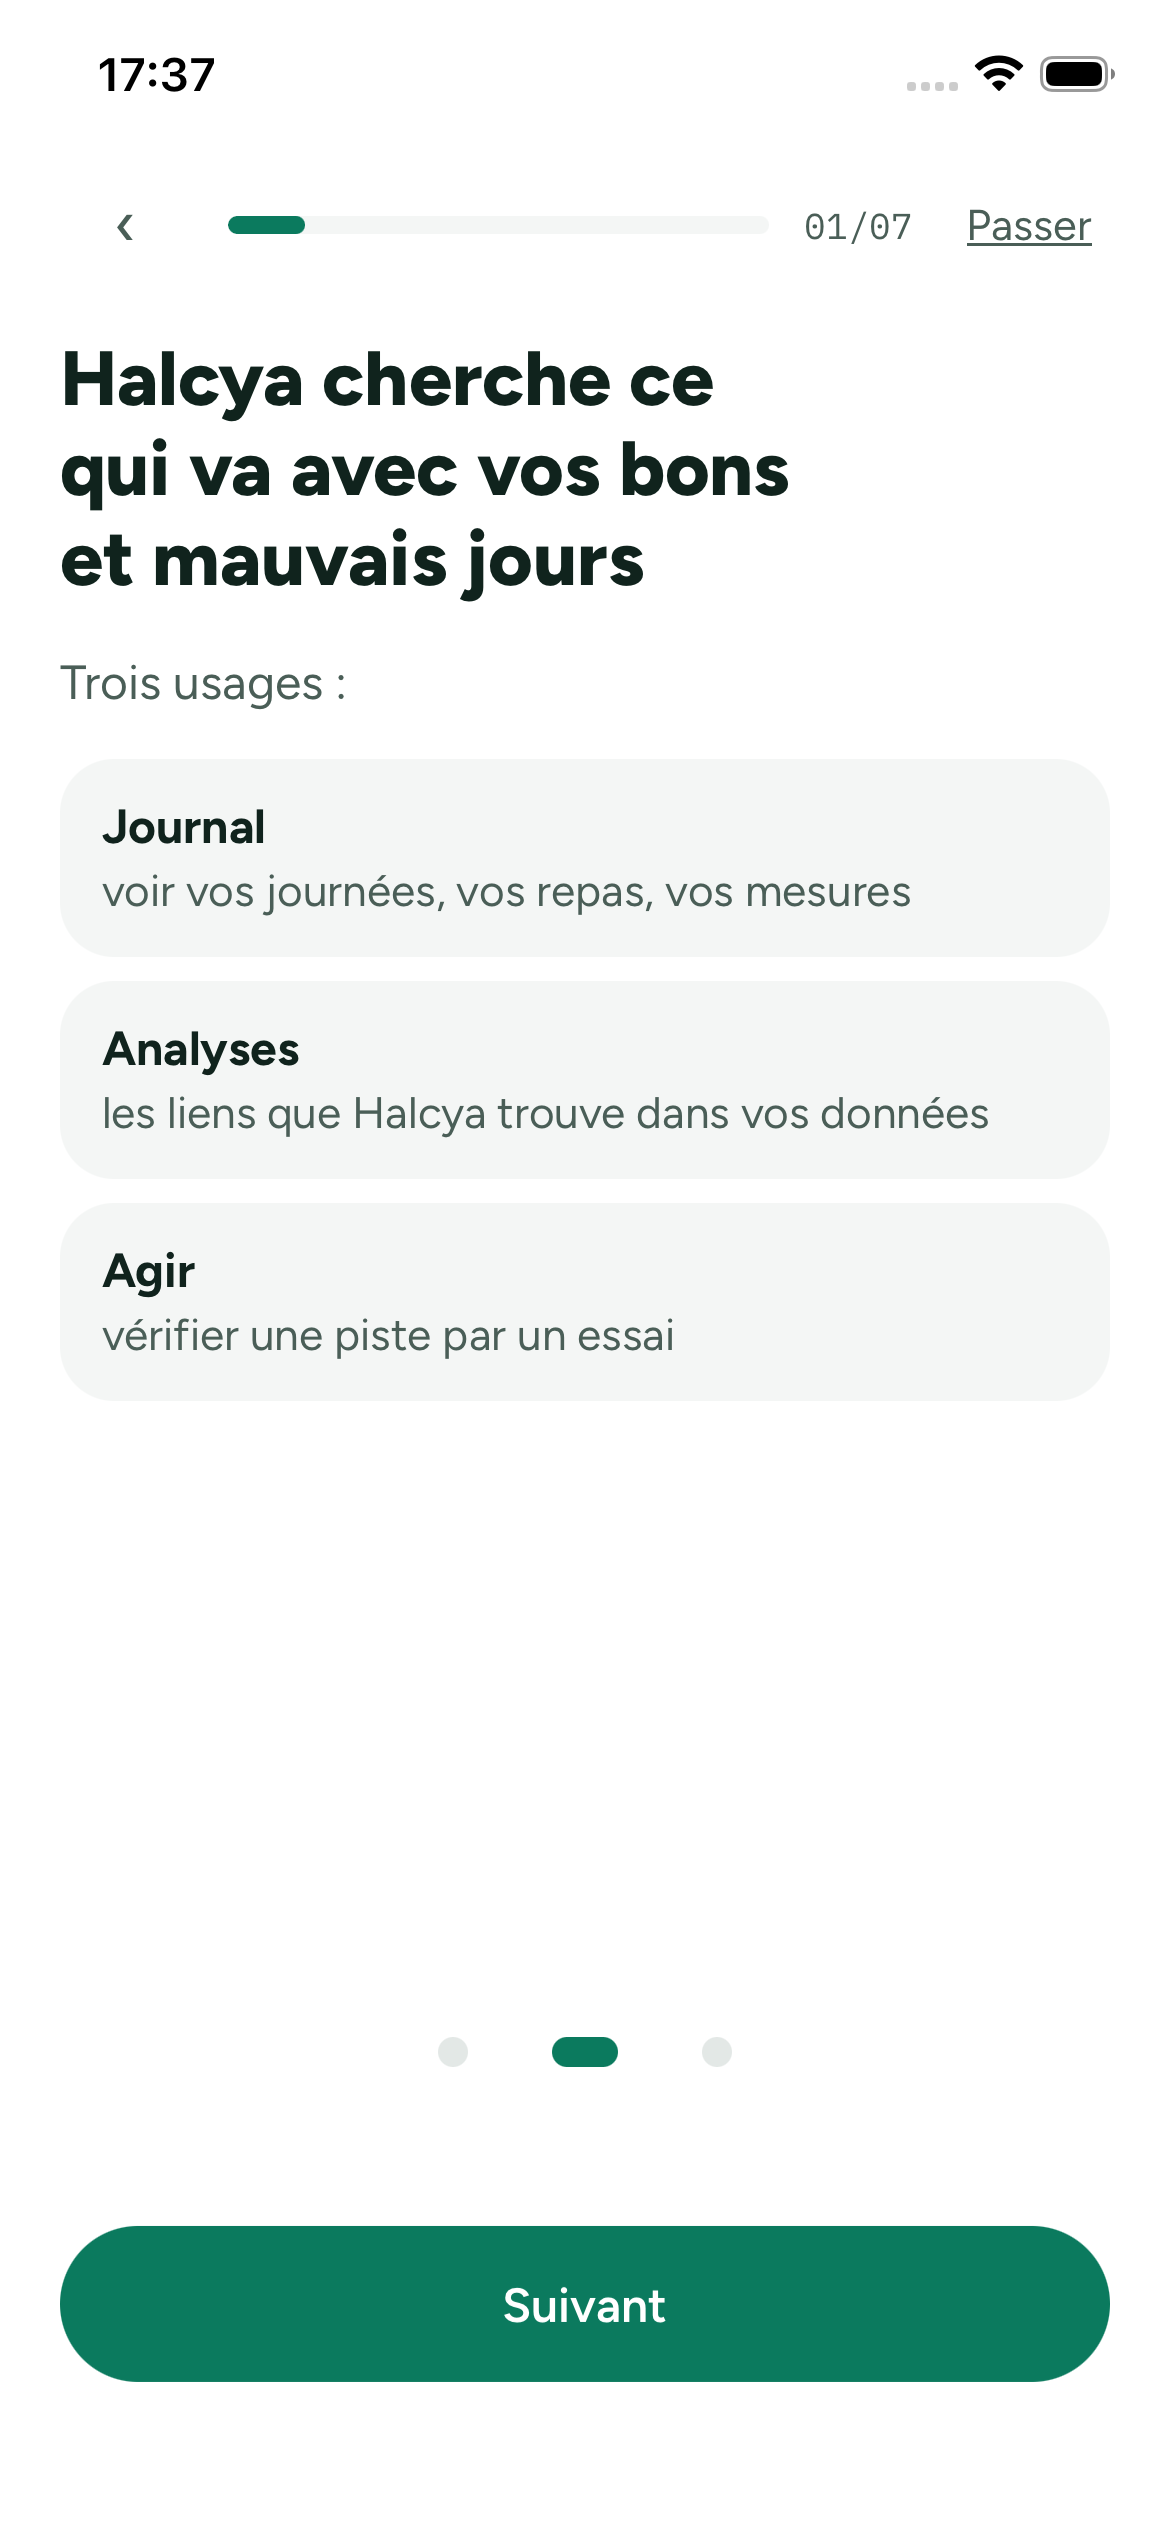 17:37
‹ 01/07 Passer
Halcya cherche ce
qui va avec vos bons
et mauvais jours
Trois usages :
Journal
voir vos journées, vos repas, vos mesures
Analyses
les liens que Halcya trouve dans vos données
Agir
vérifier une piste par un essai
Suivant